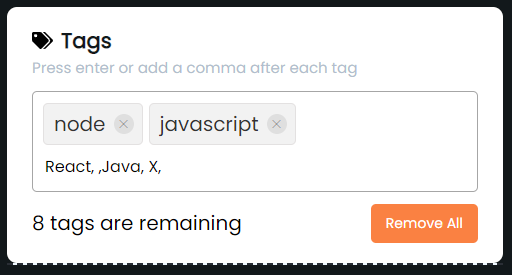 Tags
Press enter or add a comma after each tag
node javascript
React, ,Java, X,
8 tags are remaining
Remove All